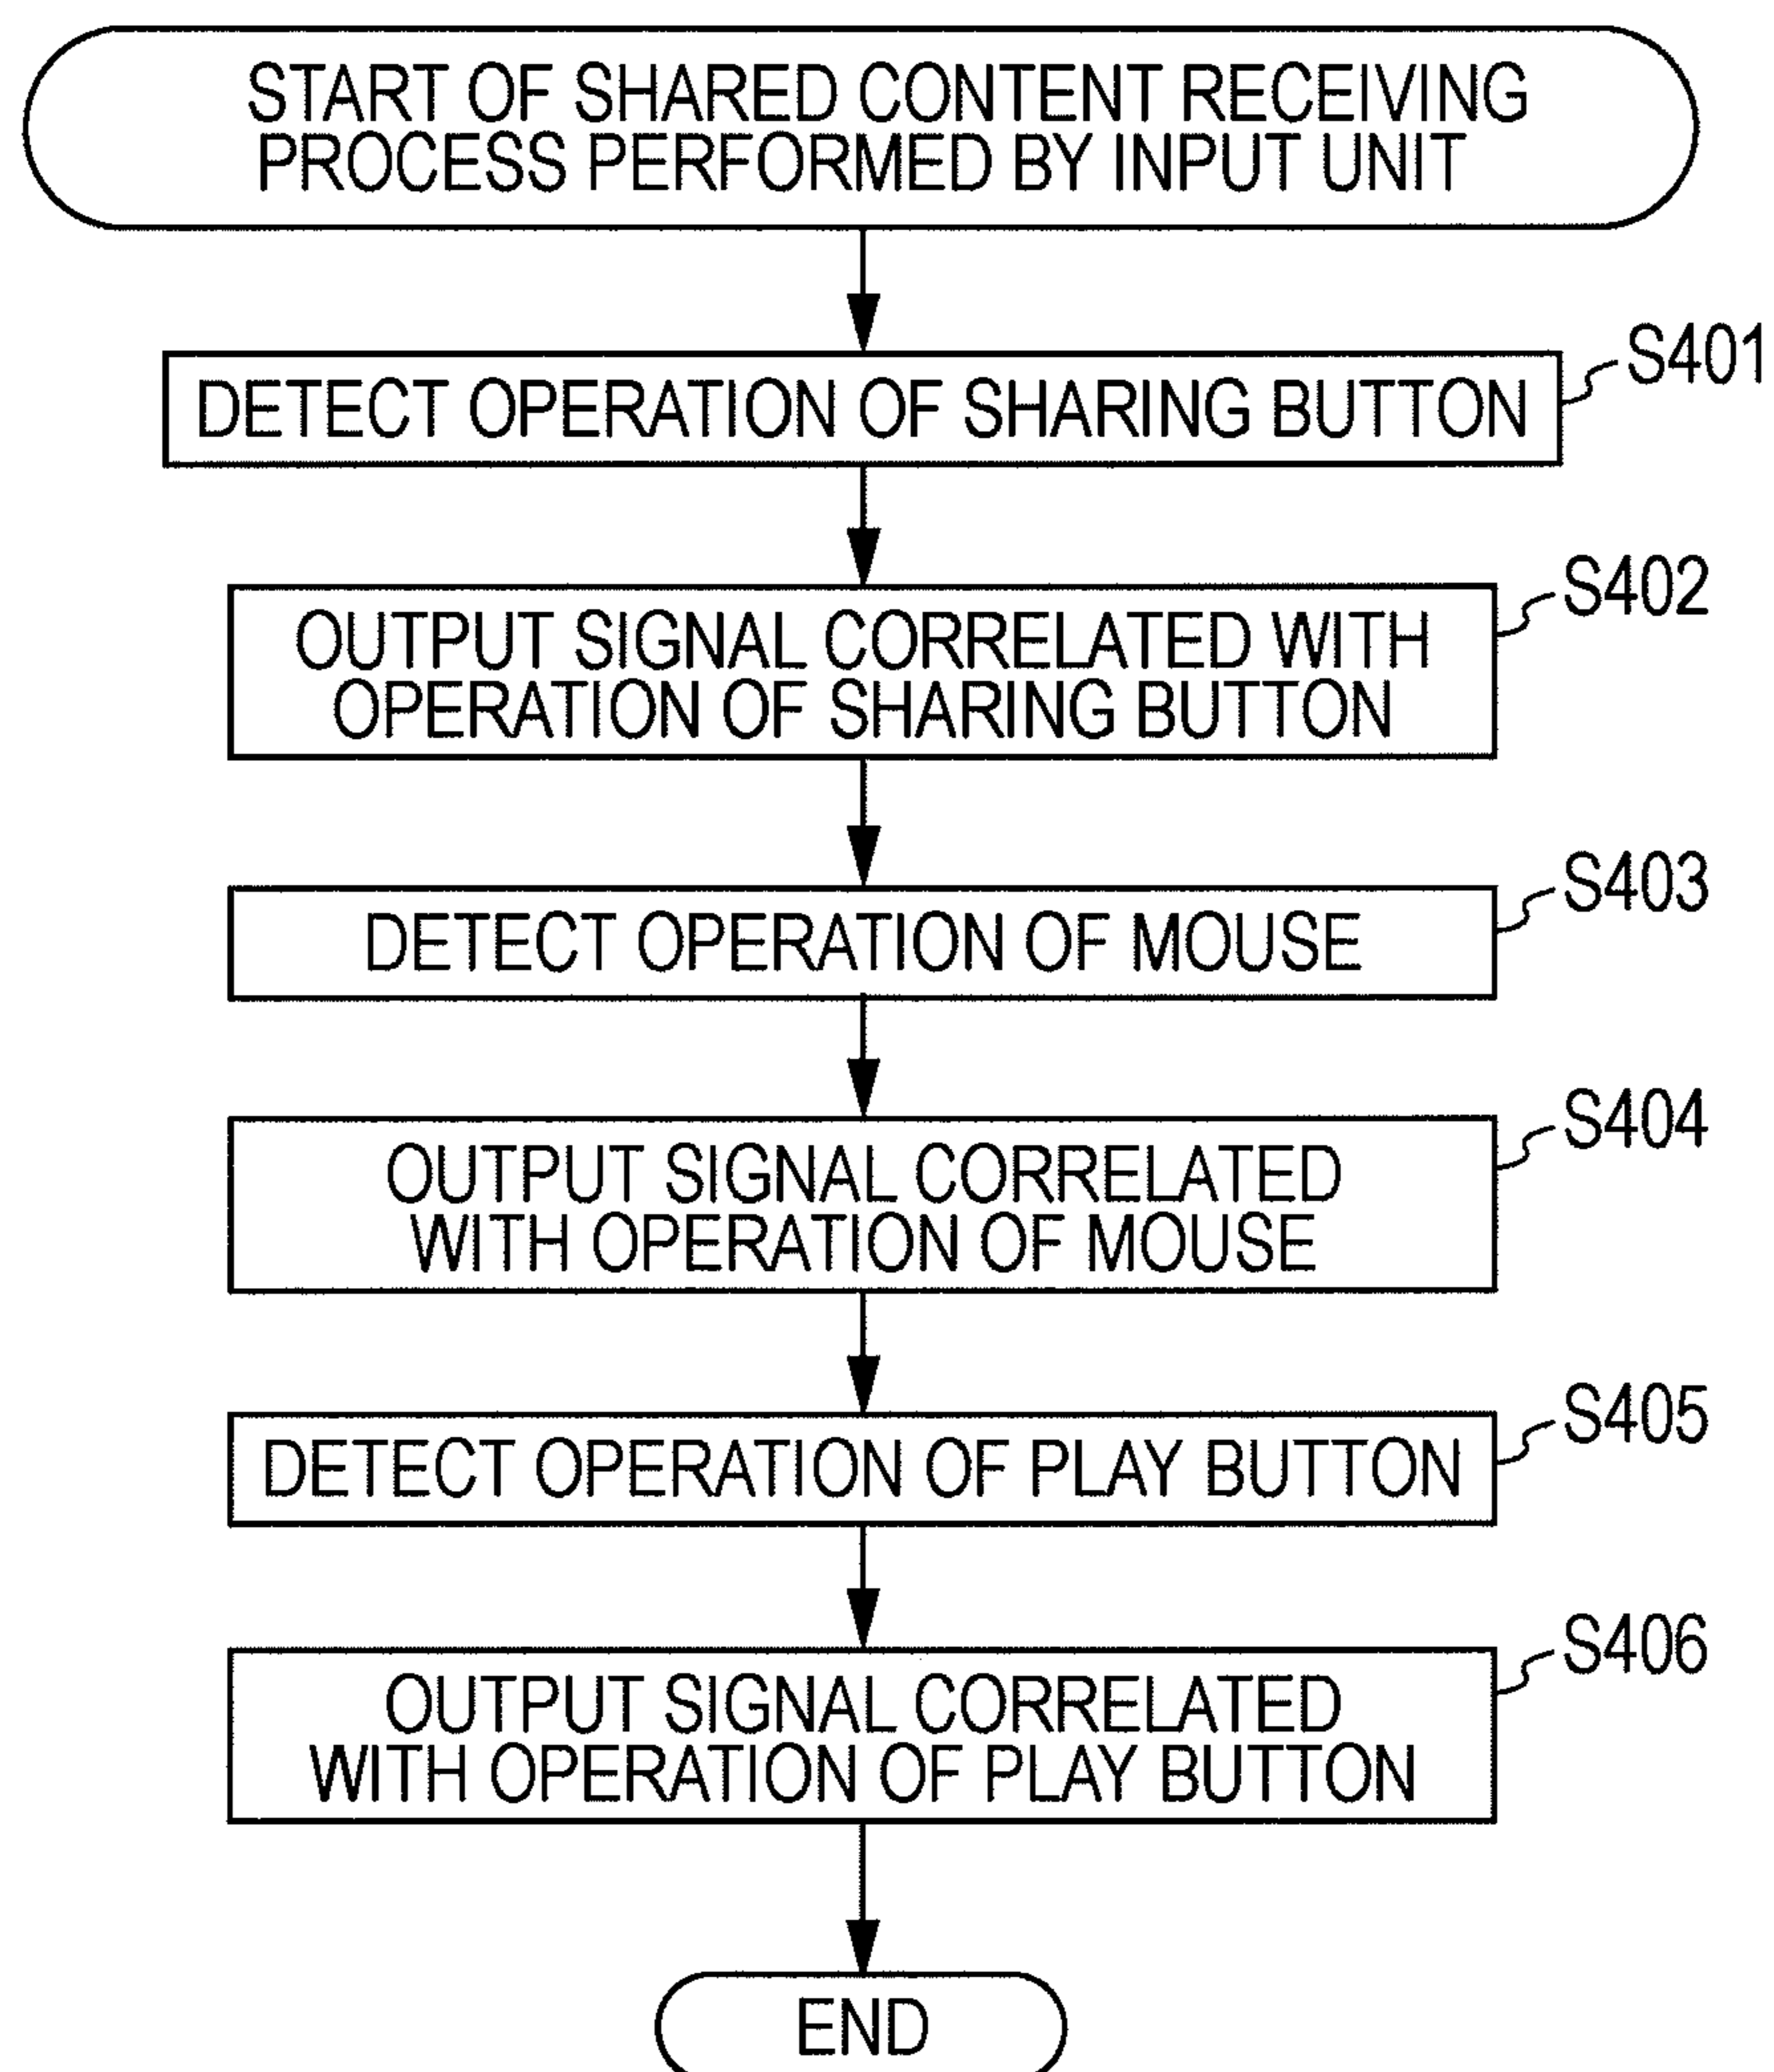 START OF SHARED CONTENT RECEIVING
PROCESS PERFORMED BY INPUT UNIT
S401
DETECT OPERATION OF SHARING BUTTON
S402
OUTPUT SIGNAL CORRELATED WITH
OPERATION OF SHARING BUTTON
S403
DETECT OPERATION OF MOUSE
S404
OUTPUT SIGNAL CORRELATED
WITH OPERATION OF MOUSE
S405
DETECT OPERATION OF PLAY BUTTON
S406
OUTPUT SIGNAL CORRELATED
WITH OPERATION OF PLAY BUTTON
END